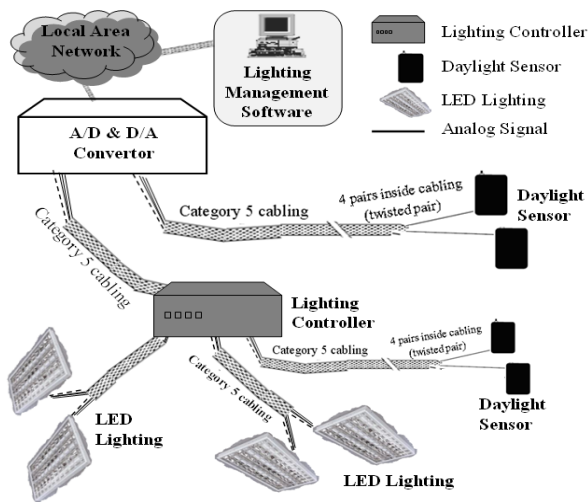 Local Area
Network
Lighting
Management
Software
Lighting Controller
Daylight Sensor
LED Lighting
Analog Signal
A/D & D/A
Convertor
Category 5 cabling
4 pairs inside cabling
(twisted pair)
Daylight
Sensor
Category 5 cabling
Lighting
Controller
Category 5 cabling
4 pairs inside cabling
(twisted pair)
Daylight
Sensor
Category 5 cabling
LED
Lighting
LED Lighting